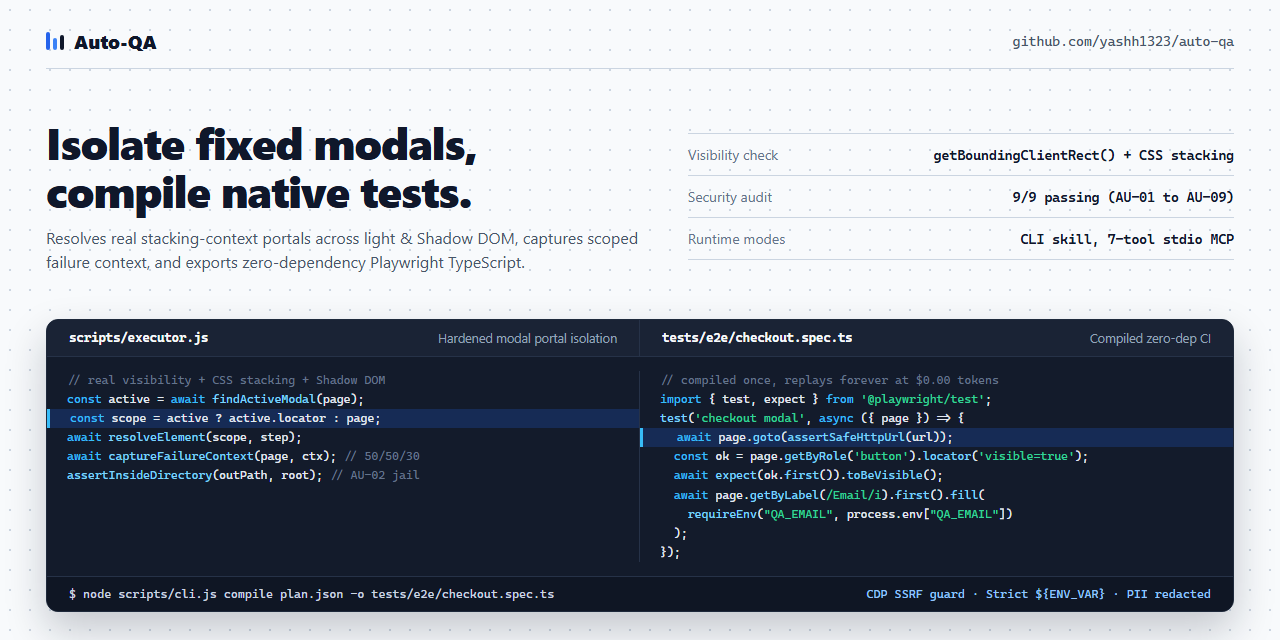 Auto-QA
github.com/yashh1323/auto-qa
Isolate fixed modals,
compile native tests.
Resolves real stacking-context portals across light & Shadow DOM, captures scoped
failure context, and exports zero-dependency Playwright TypeScript.
Visibility check
getBoundingClientRect() + CSS stacking
Security audit
9/9 passing (AU-01 to AU-09)
Runtime modes
CLI skill, 7-tool stdio MCP
scripts/executor.js
Hardened modal portal isolation
// real visibility + CSS stacking + Shadow DOM
const active = await findActiveModal(page);
const scope = active ? active.locator : page;
await resolveElement(scope, step);
await captureFailureContext(page, ctx); // 50/50/30
assertInsideDirectory(outPath, root); // AU-02 jail
tests/e2e/checkout.spec.ts
Compiled zero-dep CI
// compiled once, replays forever at $0.00 tokens
import { test, expect } from '@playwright/test';
test('checkout modal', async ({ page }) => {
await page.goto(assertSafeHttpUrl(url));
const ok = page.getByRole('button').locator('visible=true');
await expect(ok.first()).toBeVisible();
await page.getByLabel(/Email/i).first().fill(
requireEnv("QA_EMAIL", process.env["QA_EMAIL"])
);
});
$ node scripts/cli.js compile plan.json -o tests/e2e/checkout.spec.ts
CDP SSRF guard · Strict ${ENV_VAR} · PII redacted